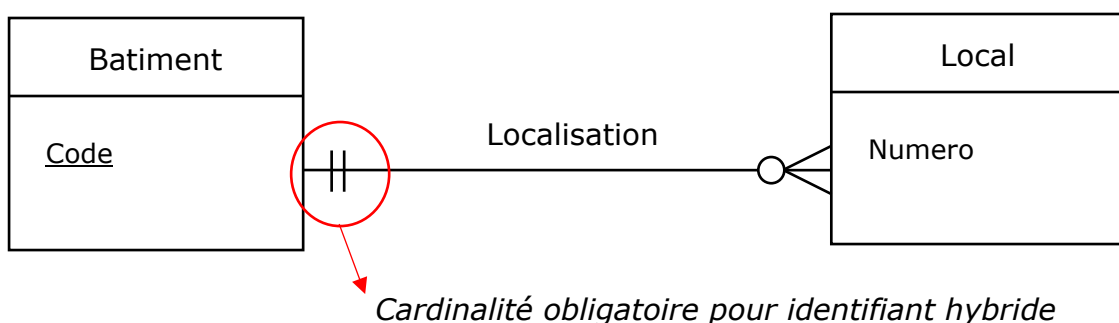 Batiment
Local
Code
Localisation
Numero
Cardinalité obligatoire pour identifiant hybride